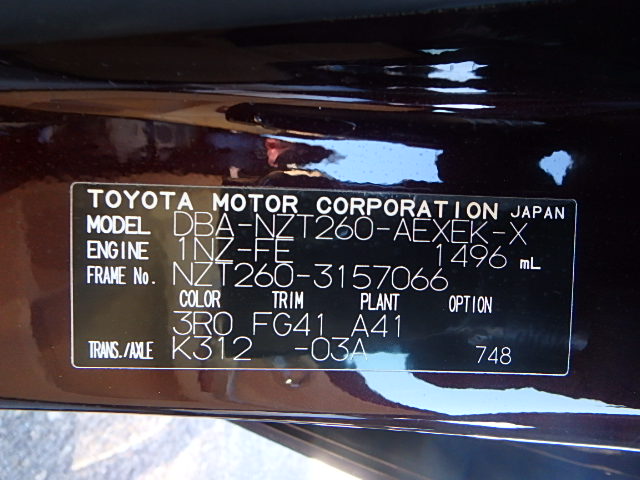 TOYOTA MOTOR CORPORATION JAPAN
MODEL DBA-NZT260-AEXEK-X
ENGINE 1NZ-FE 1496 mL
FRAME No. NZT260-3157066
COLOR TRIM PLANT OPTION
3R0 FG41 A41
TRANS./AXLE K312 -03A 748